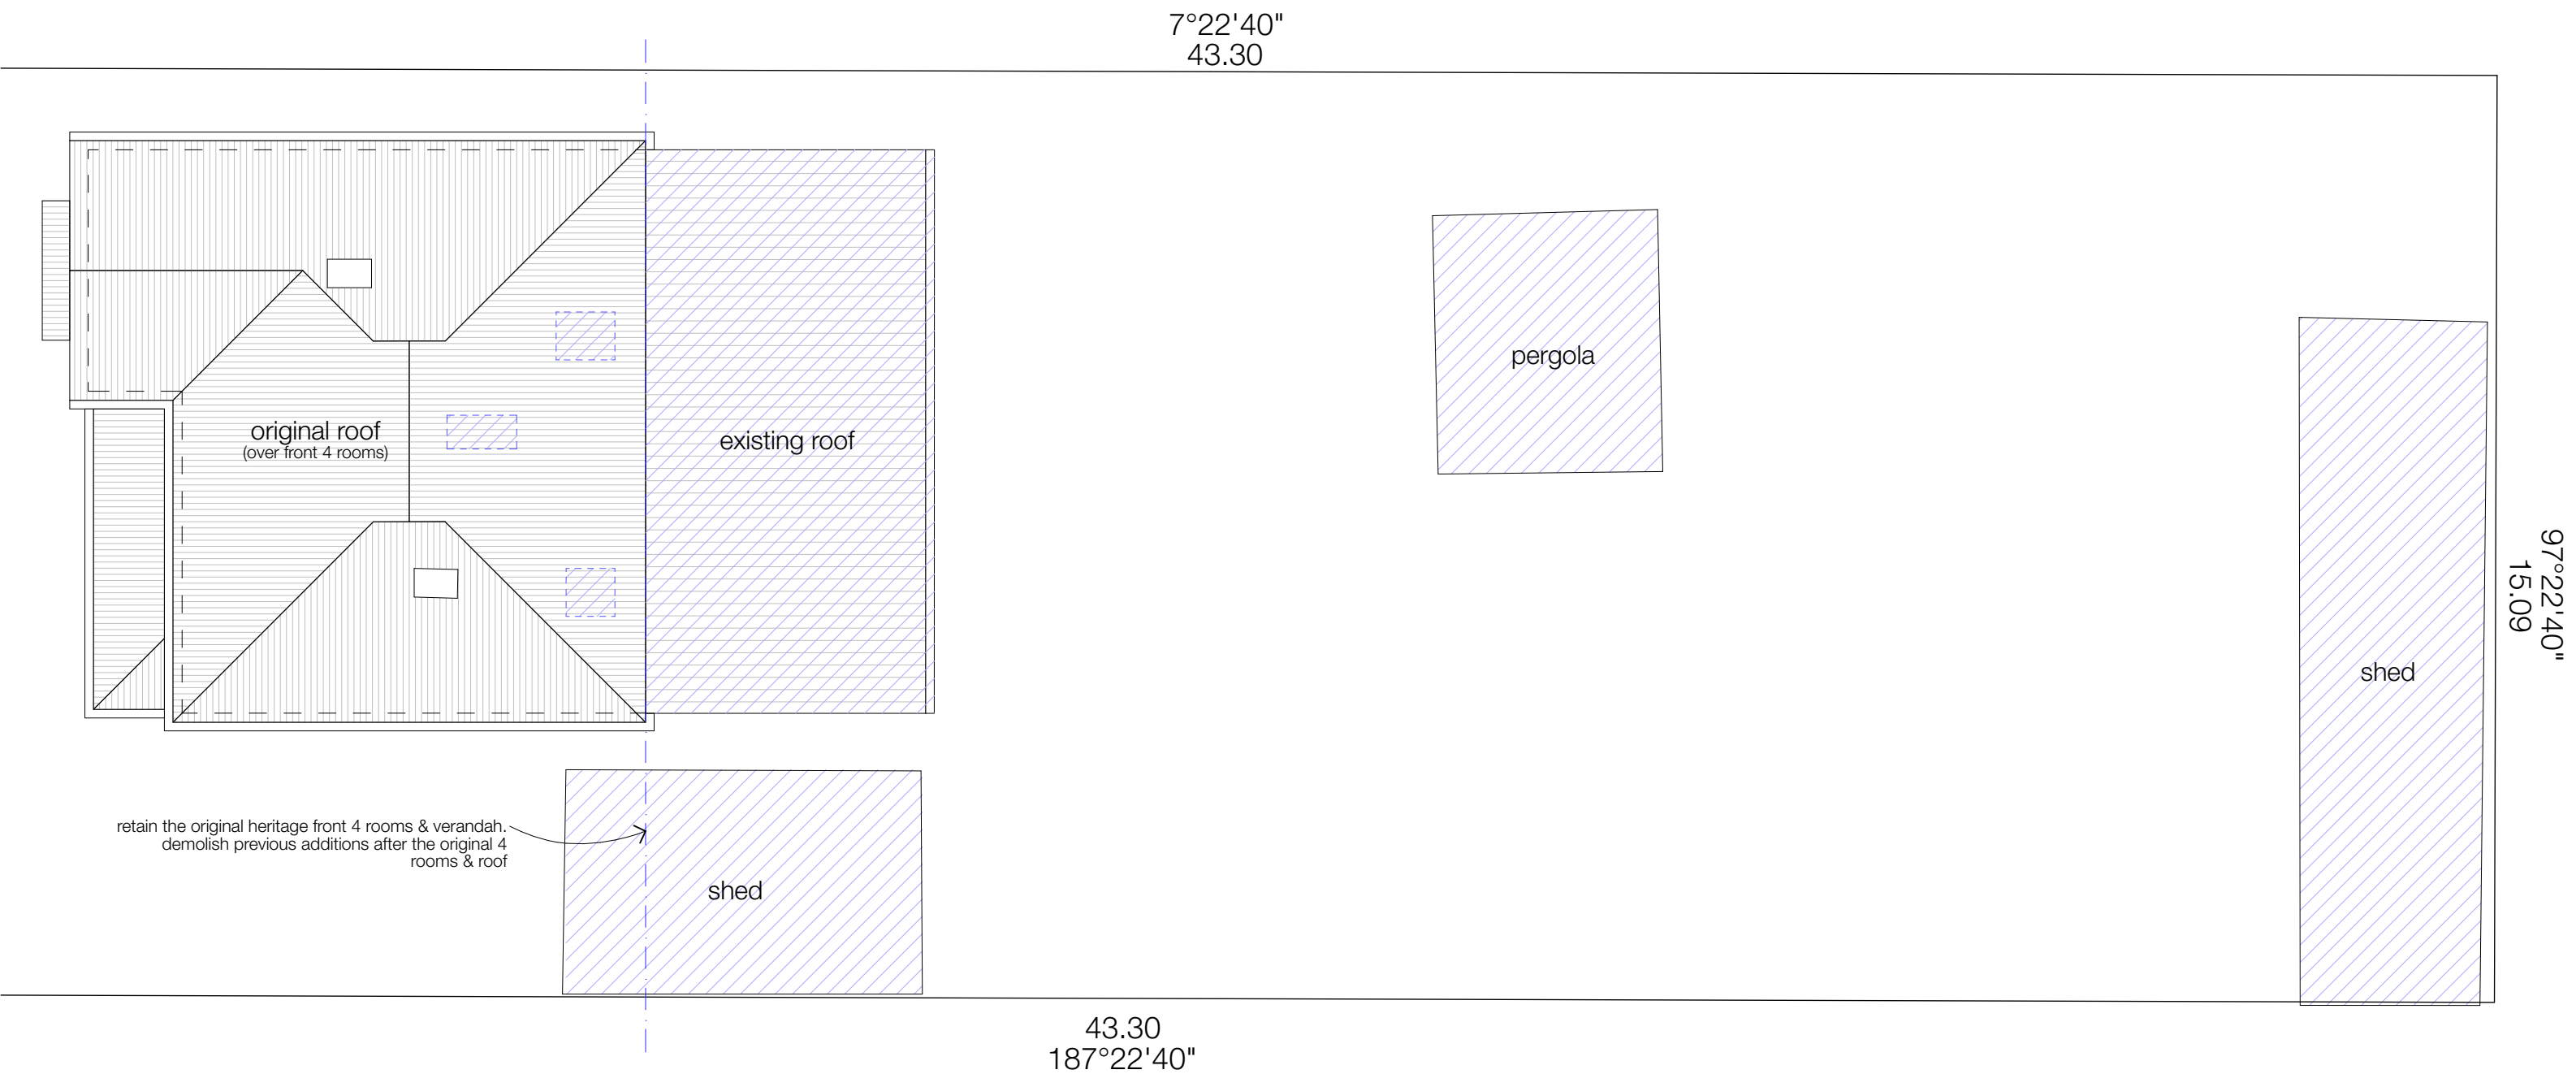 7°22'40"
43.30
original roof
(over front 4 rooms)
existing roof
pergola
shed
97°22'40"
15.09
retain the original heritage front 4 rooms & verandah.
demolish previous additions after the original 4
rooms & roof
shed
43.30
187°22'40"